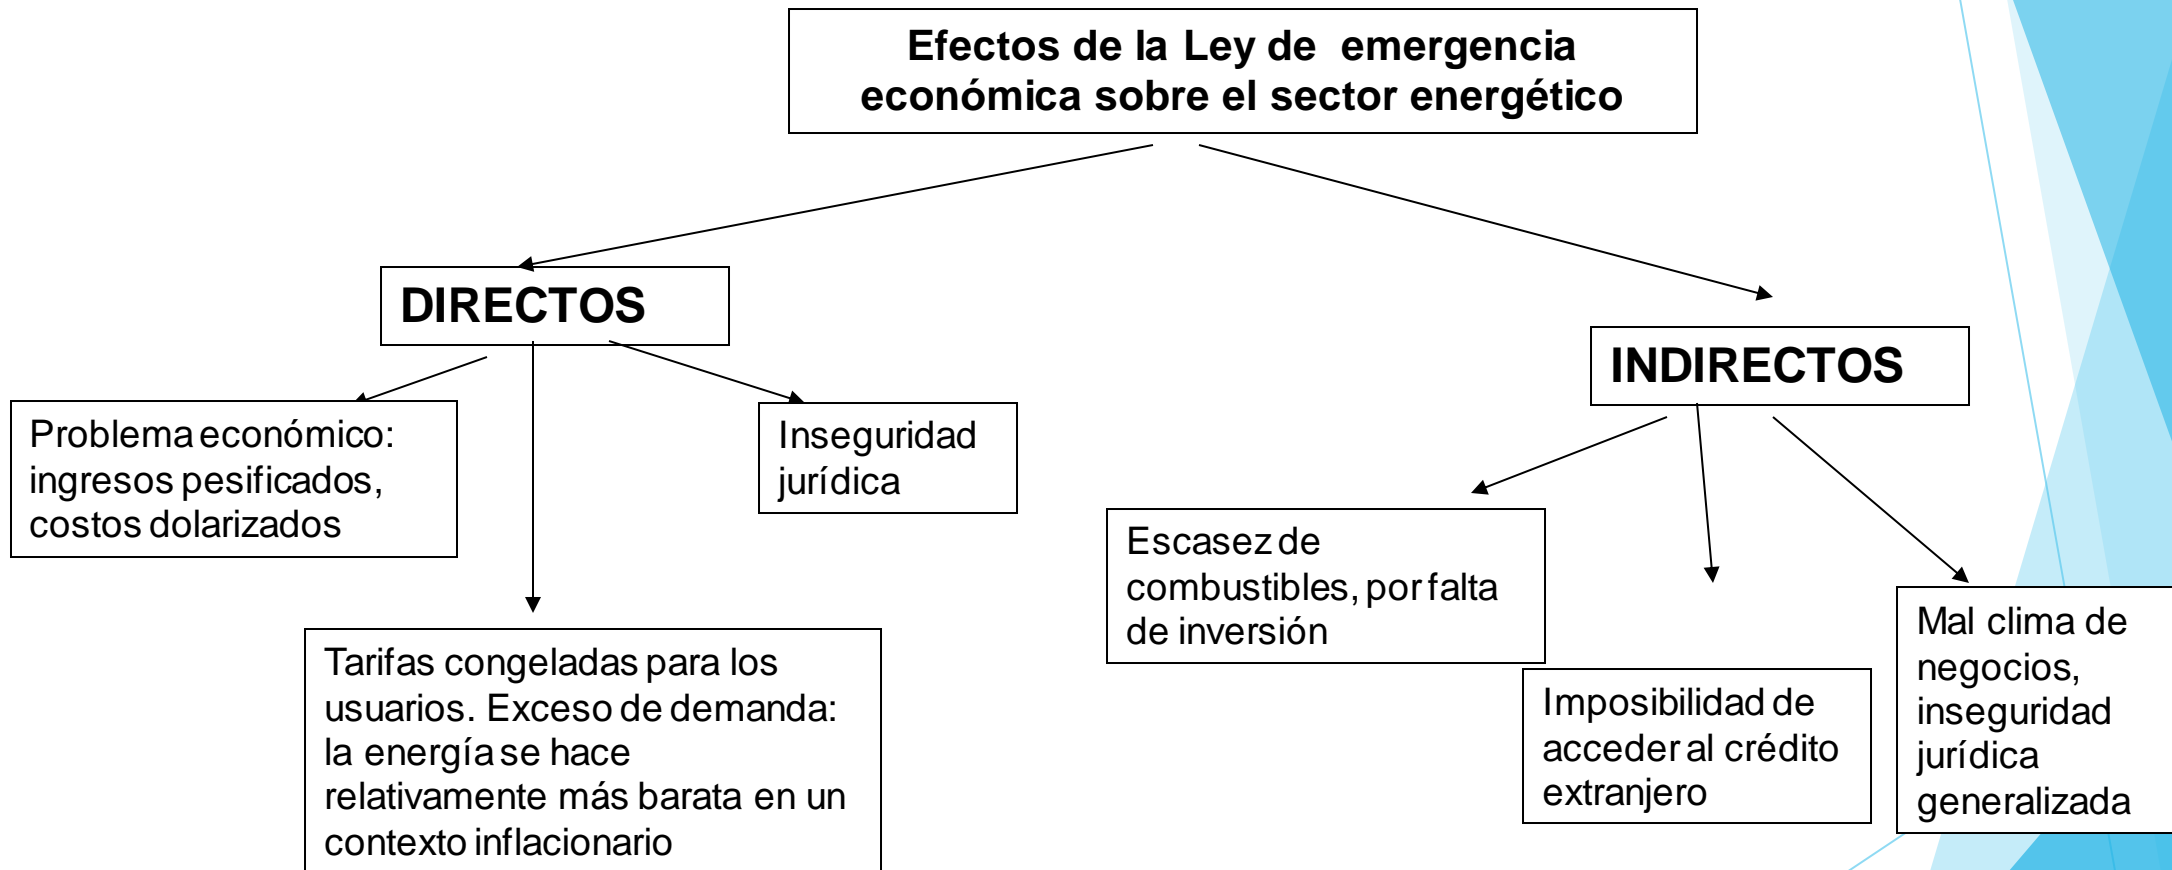 Efectos de la Ley de emergencia
económica sobre el sector energético
DIRECTOS
INDIRECTOS
Problema económico:
ingresos pesificados,
costos dolarizados
Inseguridad
jurídica
Tarifas congeladas para los
usuarios. Exceso de demanda:
la energía se hace
relativamente más barata en un
contexto inflacionario
Escasez de
combustibles, por falta
de inversión
Imposibilidad de
acceder al crédito
extranjero
Mal clima de
negocios,
inseguridad
jurídica
generalizada